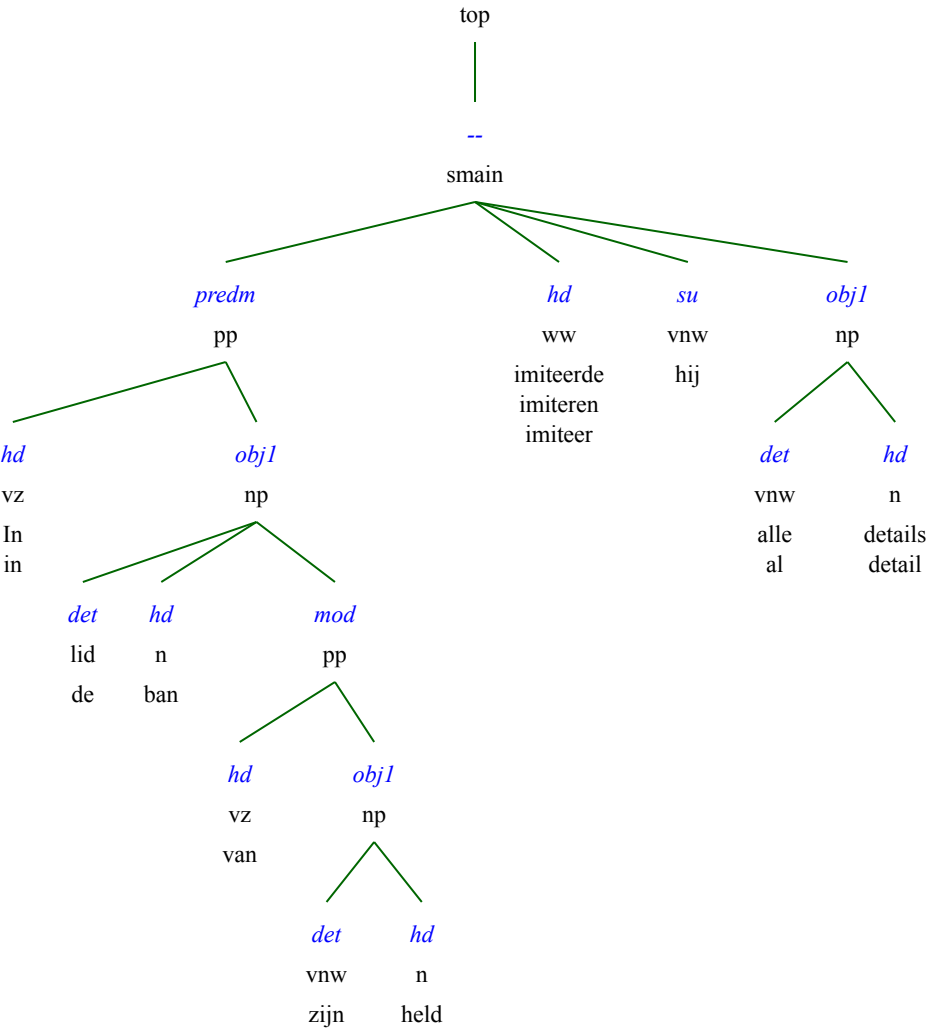 top
--
smain
predm hd su obj1
pp ww vnw np
imiteerde hij
imiteren
imiteer
hd obj1 det hd
vz np vnw n
In alle details
in al detail
det hd mod
lid n pp
de ban
hd obj1
vz np
van
det hd
vnw n
zijn held